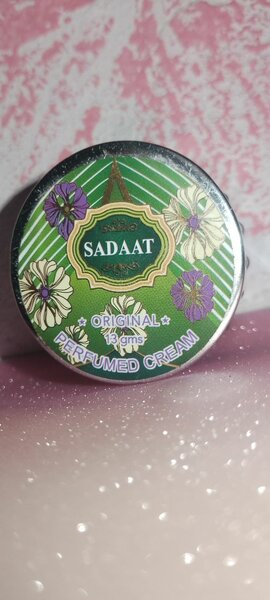 SADAAT
★ ORIGINAL ★
13 gms
PERFUMED CREAM